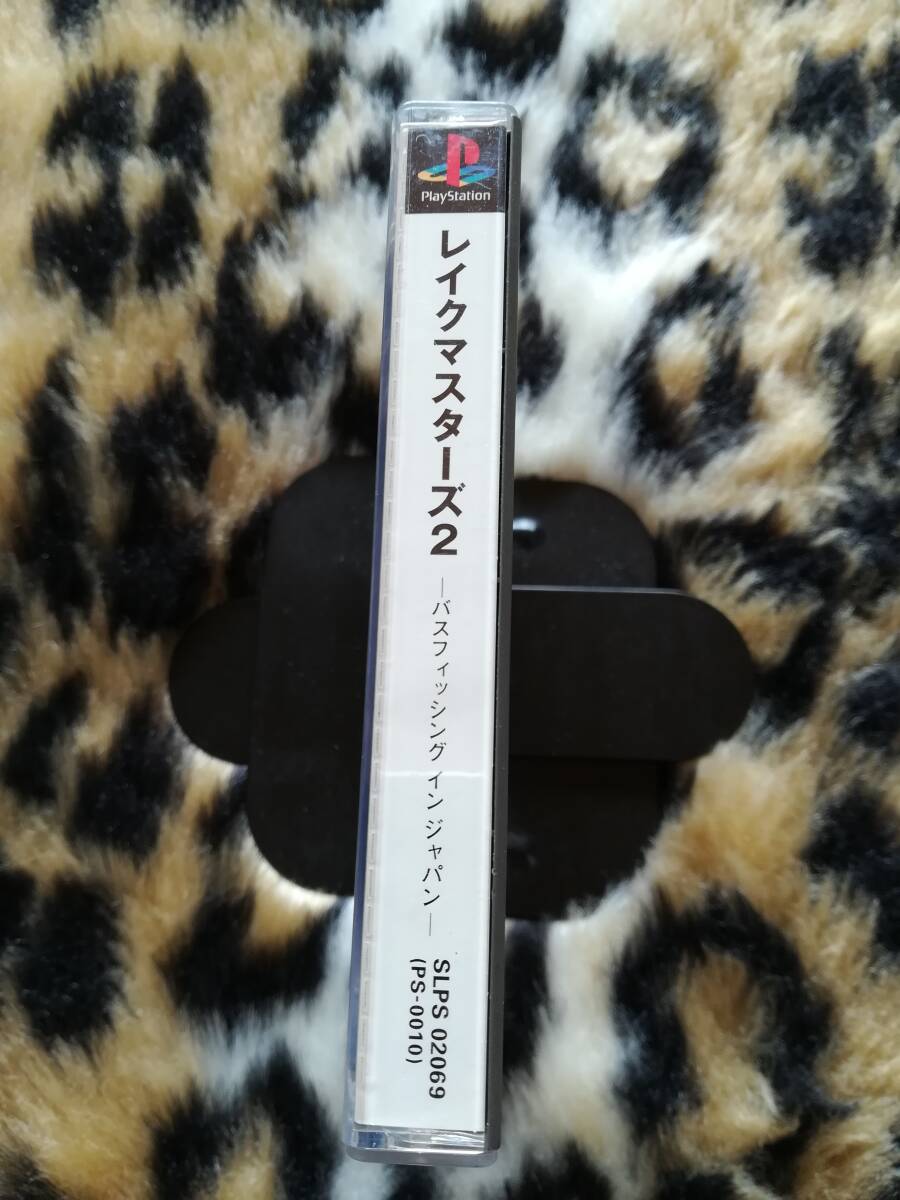 PlayStation
レイクマスターズ2
―バスフィッシング イン ジャパン―
SLPS 02069
(PS-0010)